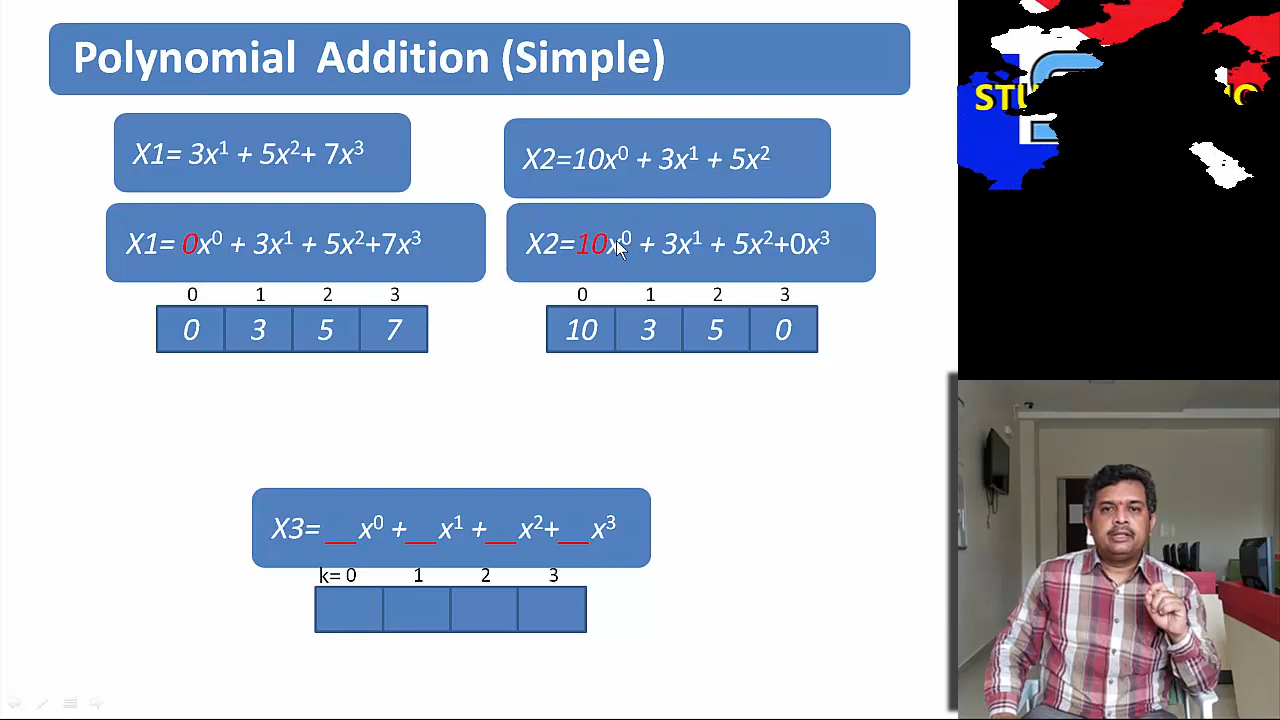 Polynomial Addition (Simple)
X1= 3x¹ + 5x²+ 7x³
X2=10x⁰ + 3x¹ + 5x²
X1= 0x⁰ + 3x¹ + 5x²+7x³
X2=10x⁰ + 3x¹ + 5x²+0x³
0 1 2 3
0 3 5 7
0 1 2 3
10 3 5 0
X3= __x⁰ +__x¹ +__x²+__x³
k= 0 1 2 3